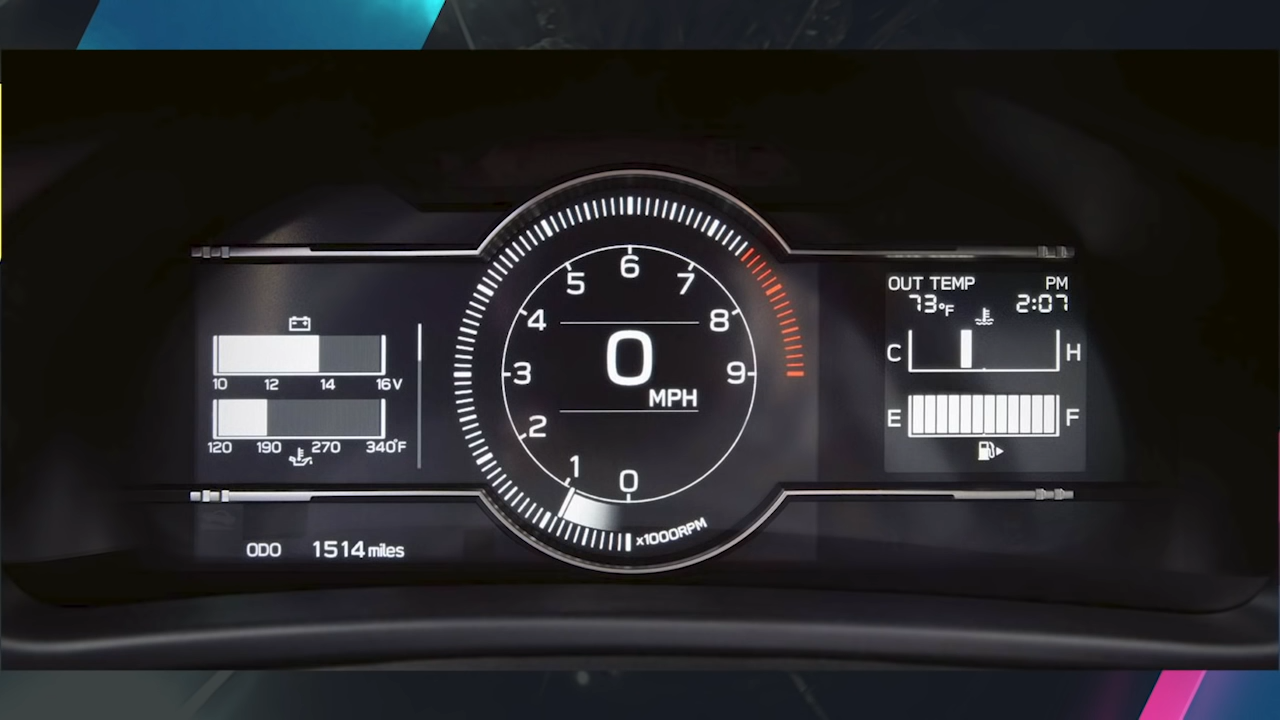 10 12 14 16 V
120 190 270 340°F
ODO 1514 miles
0
1
2
3
4
5
6
7
8
9
0
MPH
x1000RPM
OUT TEMP PM
73°F 2:07
C H
E F